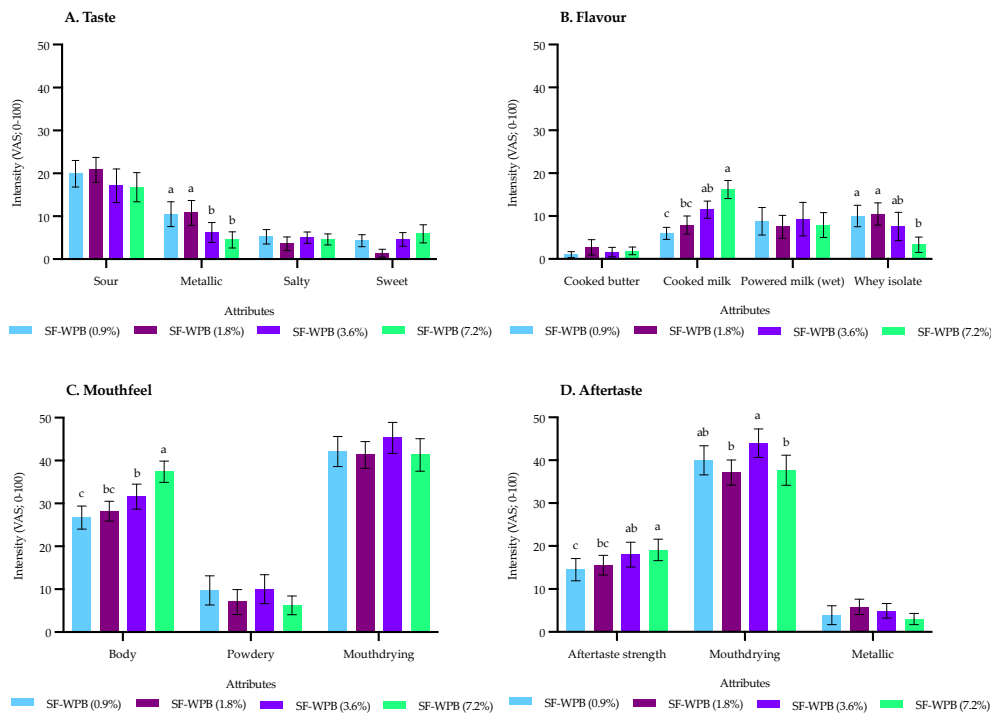 A. Taste
50
40
30
20
10
0
Intensity (VAS; 0-100)
a a b b
Sour Metallic Salty Sweet
Attributes
SF-WPB (0.9%) SF-WPB (1.8%) SF-WPB (3.6%) SF-WPB (7.2%)
B. Flavour
50
40
30
20
10
0
Intensity (VAS; 0-100)
c bc ab a a a ab b
Cooked butter Cooked milk Powered milk (wet) Whey isolate
Attributes
SF-WPB (0.9%) SF-WPB (1.8%) SF-WPB (3.6%) SF-WPB (7.2%)
C. Mouthfeel
50
40
30
20
10
0
Intensity (VAS; 0-100)
c bc b a
Body Powdery Mouthdrying
Attributes
SF-WPB (0.9%) SF-WPB (1.8%) SF-WPB (3.6%) SF-WPB (7.2%)
D. Aftertaste
50
40
30
20
10
0
Intensity (VAS; 0-100)
c bc ab a ab b a b
Aftertaste strength Mouthdrying Metallic
Attributes
SF-WPB (0.9%) SF-WPB (1.8%) SF-WPB (3.6%) SF-WPB (7.2%)